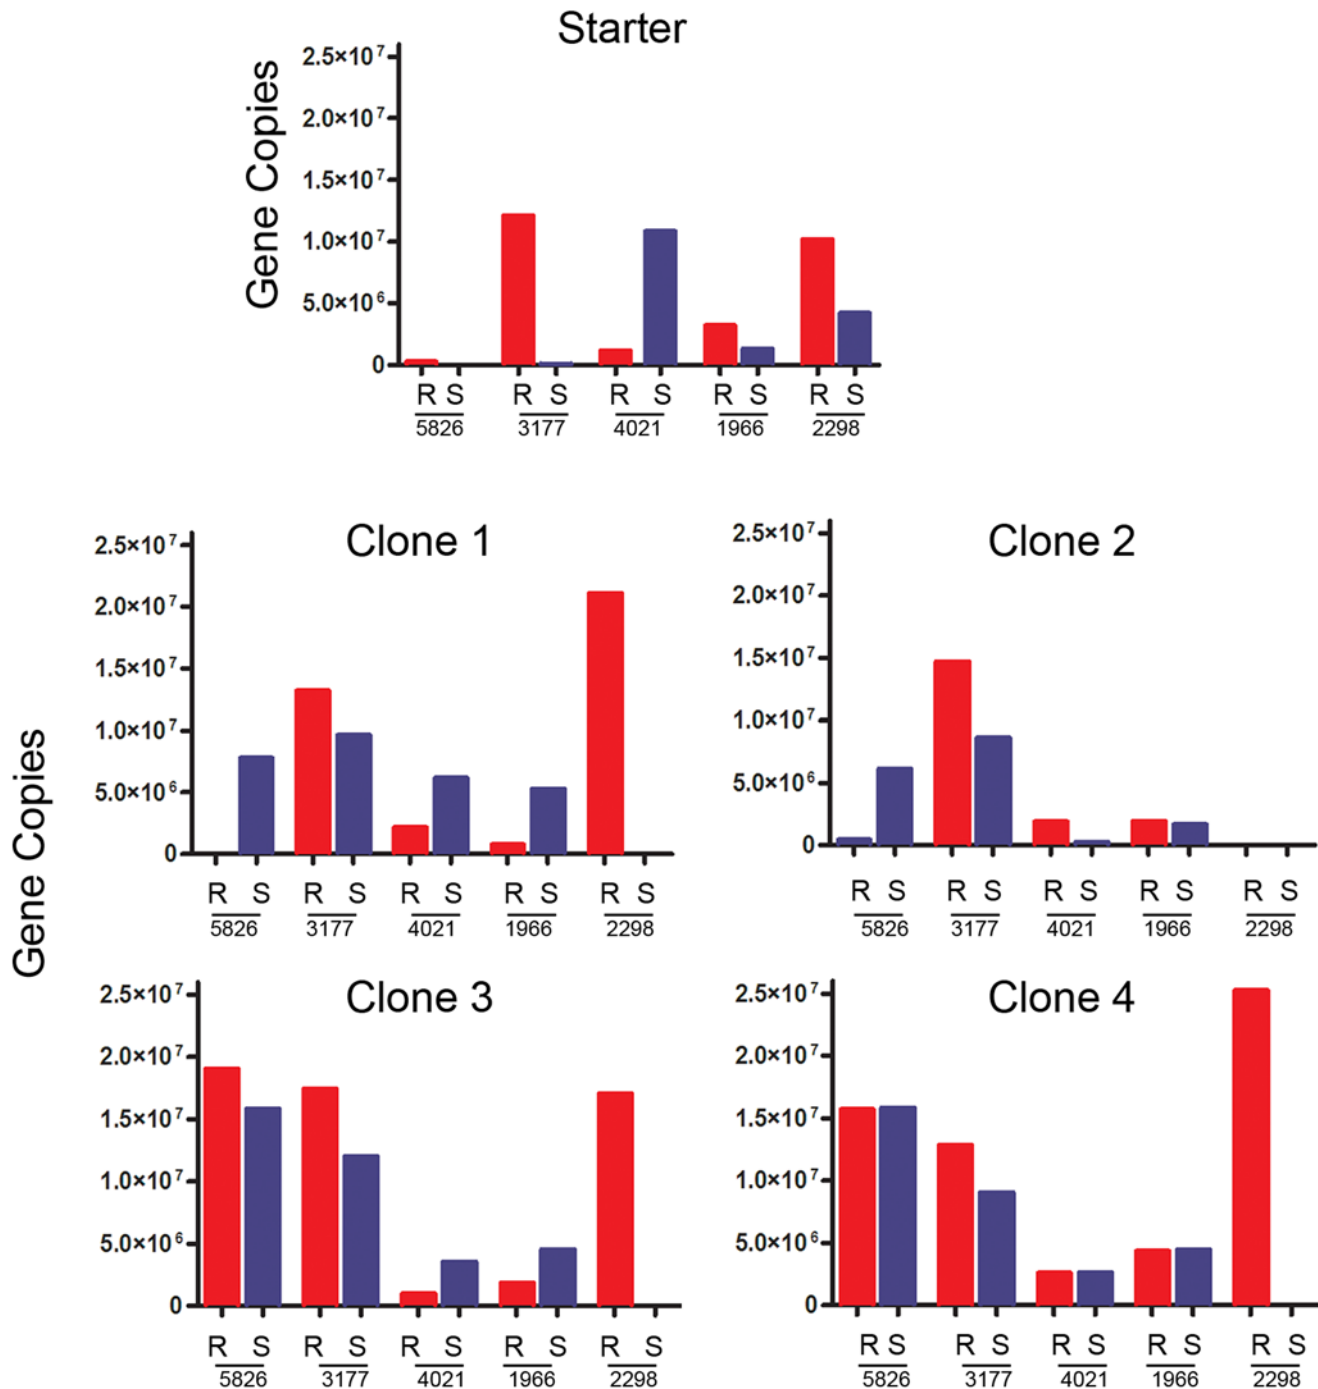 Starter
Gene Copies
2.5×10⁷
2.0×10⁷
1.5×10⁷
1.0×10⁷
5.0×10⁶
0
R S R S R S R S R S
5826 3177 4021 1966 2298
Gene Copies
Clone 1
2.5×10⁷
2.0×10⁷
1.5×10⁷
1.0×10⁷
5.0×10⁶
0
R S R S R S R S R S
5826 3177 4021 1966 2298
Clone 2
2.5×10⁷
2.0×10⁷
1.5×10⁷
1.0×10⁷
5.0×10⁶
0
R S R S R S R S R S
5826 3177 4021 1966 2298
Clone 3
2.5×10⁷
2.0×10⁷
1.5×10⁷
1.0×10⁷
5.0×10⁶
0
R S R S R S R S R S
5826 3177 4021 1966 2298
Clone 4
2.5×10⁷
2.0×10⁷
1.5×10⁷
1.0×10⁷
5.0×10⁶
0
R S R S R S R S R S
5826 3177 4021 1966 2298